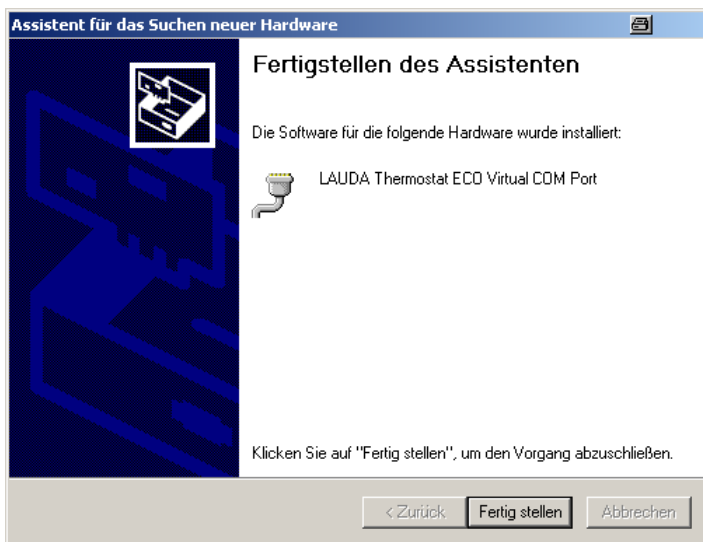 Assistent für das Suchen neuer Hardware
Fertigstellen des Assistenten
Die Software für die folgende Hardware wurde installiert:
LAUDA Thermostat ECO Virtual COM Port
Klicken Sie auf "Fertig stellen", um den Vorgang abzuschließen.
< Zurück Fertig stellen Abbrechen